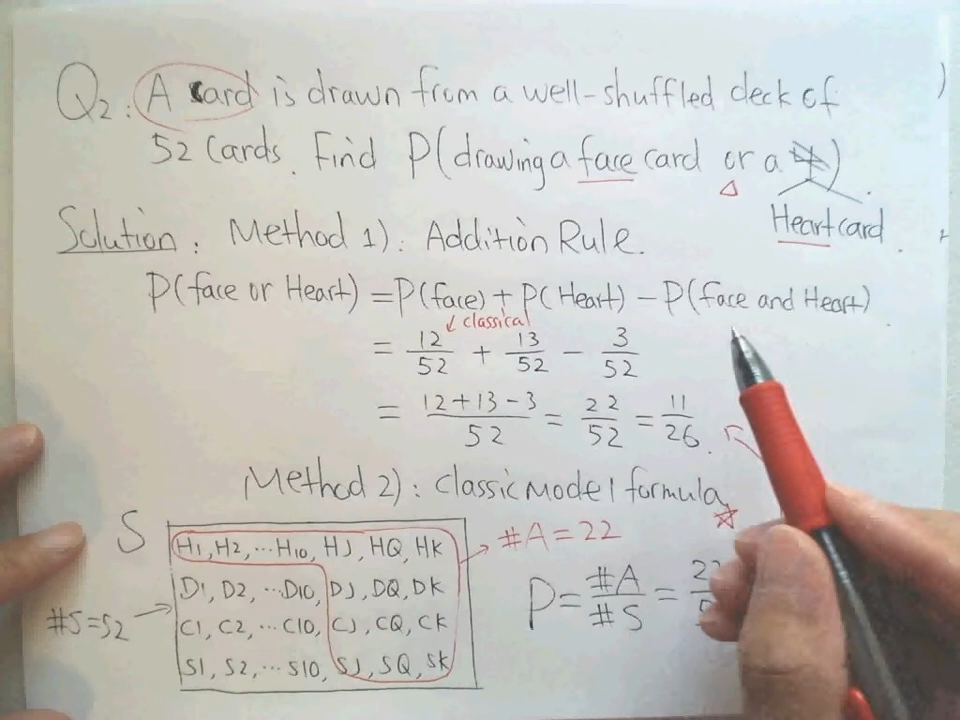 Q2: A card is drawn from a well-shuffled deck of
52 Cards. Find P(drawing a face card or a
Heart card.
Solution: Method 1): Addition Rule.
P(face or Heart) = P(face) + P(Heart) - P(face and Heart).
classical
= 12/52 + 13/52 - 3/52
= (12+13-3)/52 = 22/52 = 11/26.
Method 2): Classic Model formula
S
#A = 22
H1, H2, ...H10, HJ, HQ, HK
D1, D2, ...D10, DJ, DQ, DK
C1, C2, ...C10, CJ, CQ, CK
S1, S2, ...S10, SJ, SQ, SK
#S=52
P = #A/#S =